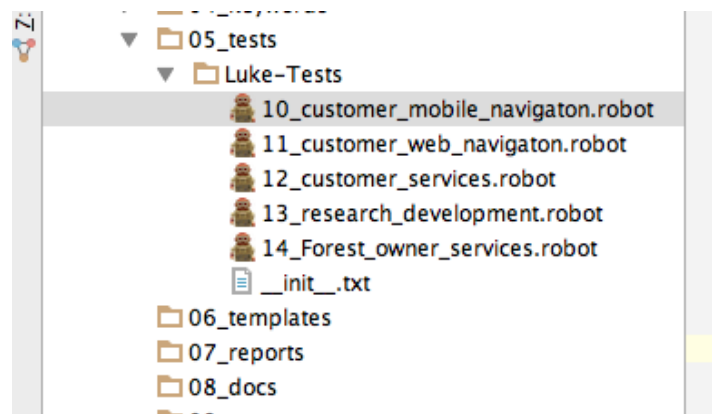 Z:
05_tests
Luke-Tests
10_customer_mobile_navigaton.robot
11_customer_web_navigaton.robot
12_customer_services.robot
13_research_development.robot
14_Forest_owner_services.robot
__init__.txt
06_templates
07_reports
08_docs